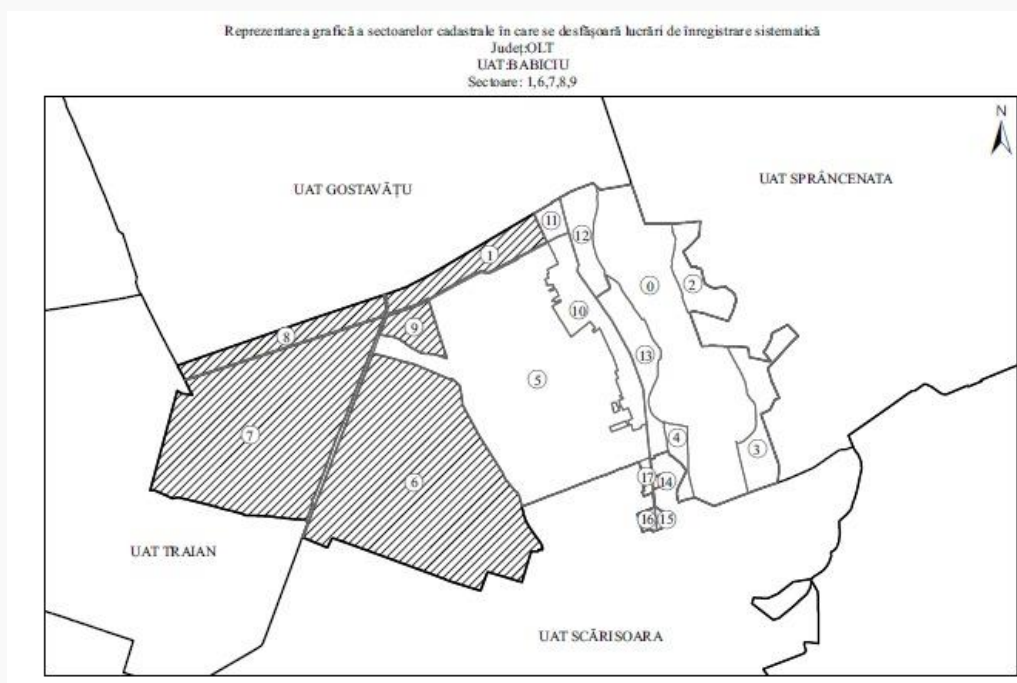 Reprezentarea grafică a sectoarelor cadastrale în care se desfășoară lucrări de înregistrare sistematică
Județ:OLT
UAT:BABICIU
Sectoare: 1,6,7,8,9
N
UAT SPRÂNCENATA
UAT GOSTAVĂȚU
11
12
1
0
2
10
9
8
13
5
7
4
3
6
17
14
16
15
UAT TRAIAN
UAT SCĂRISOARA